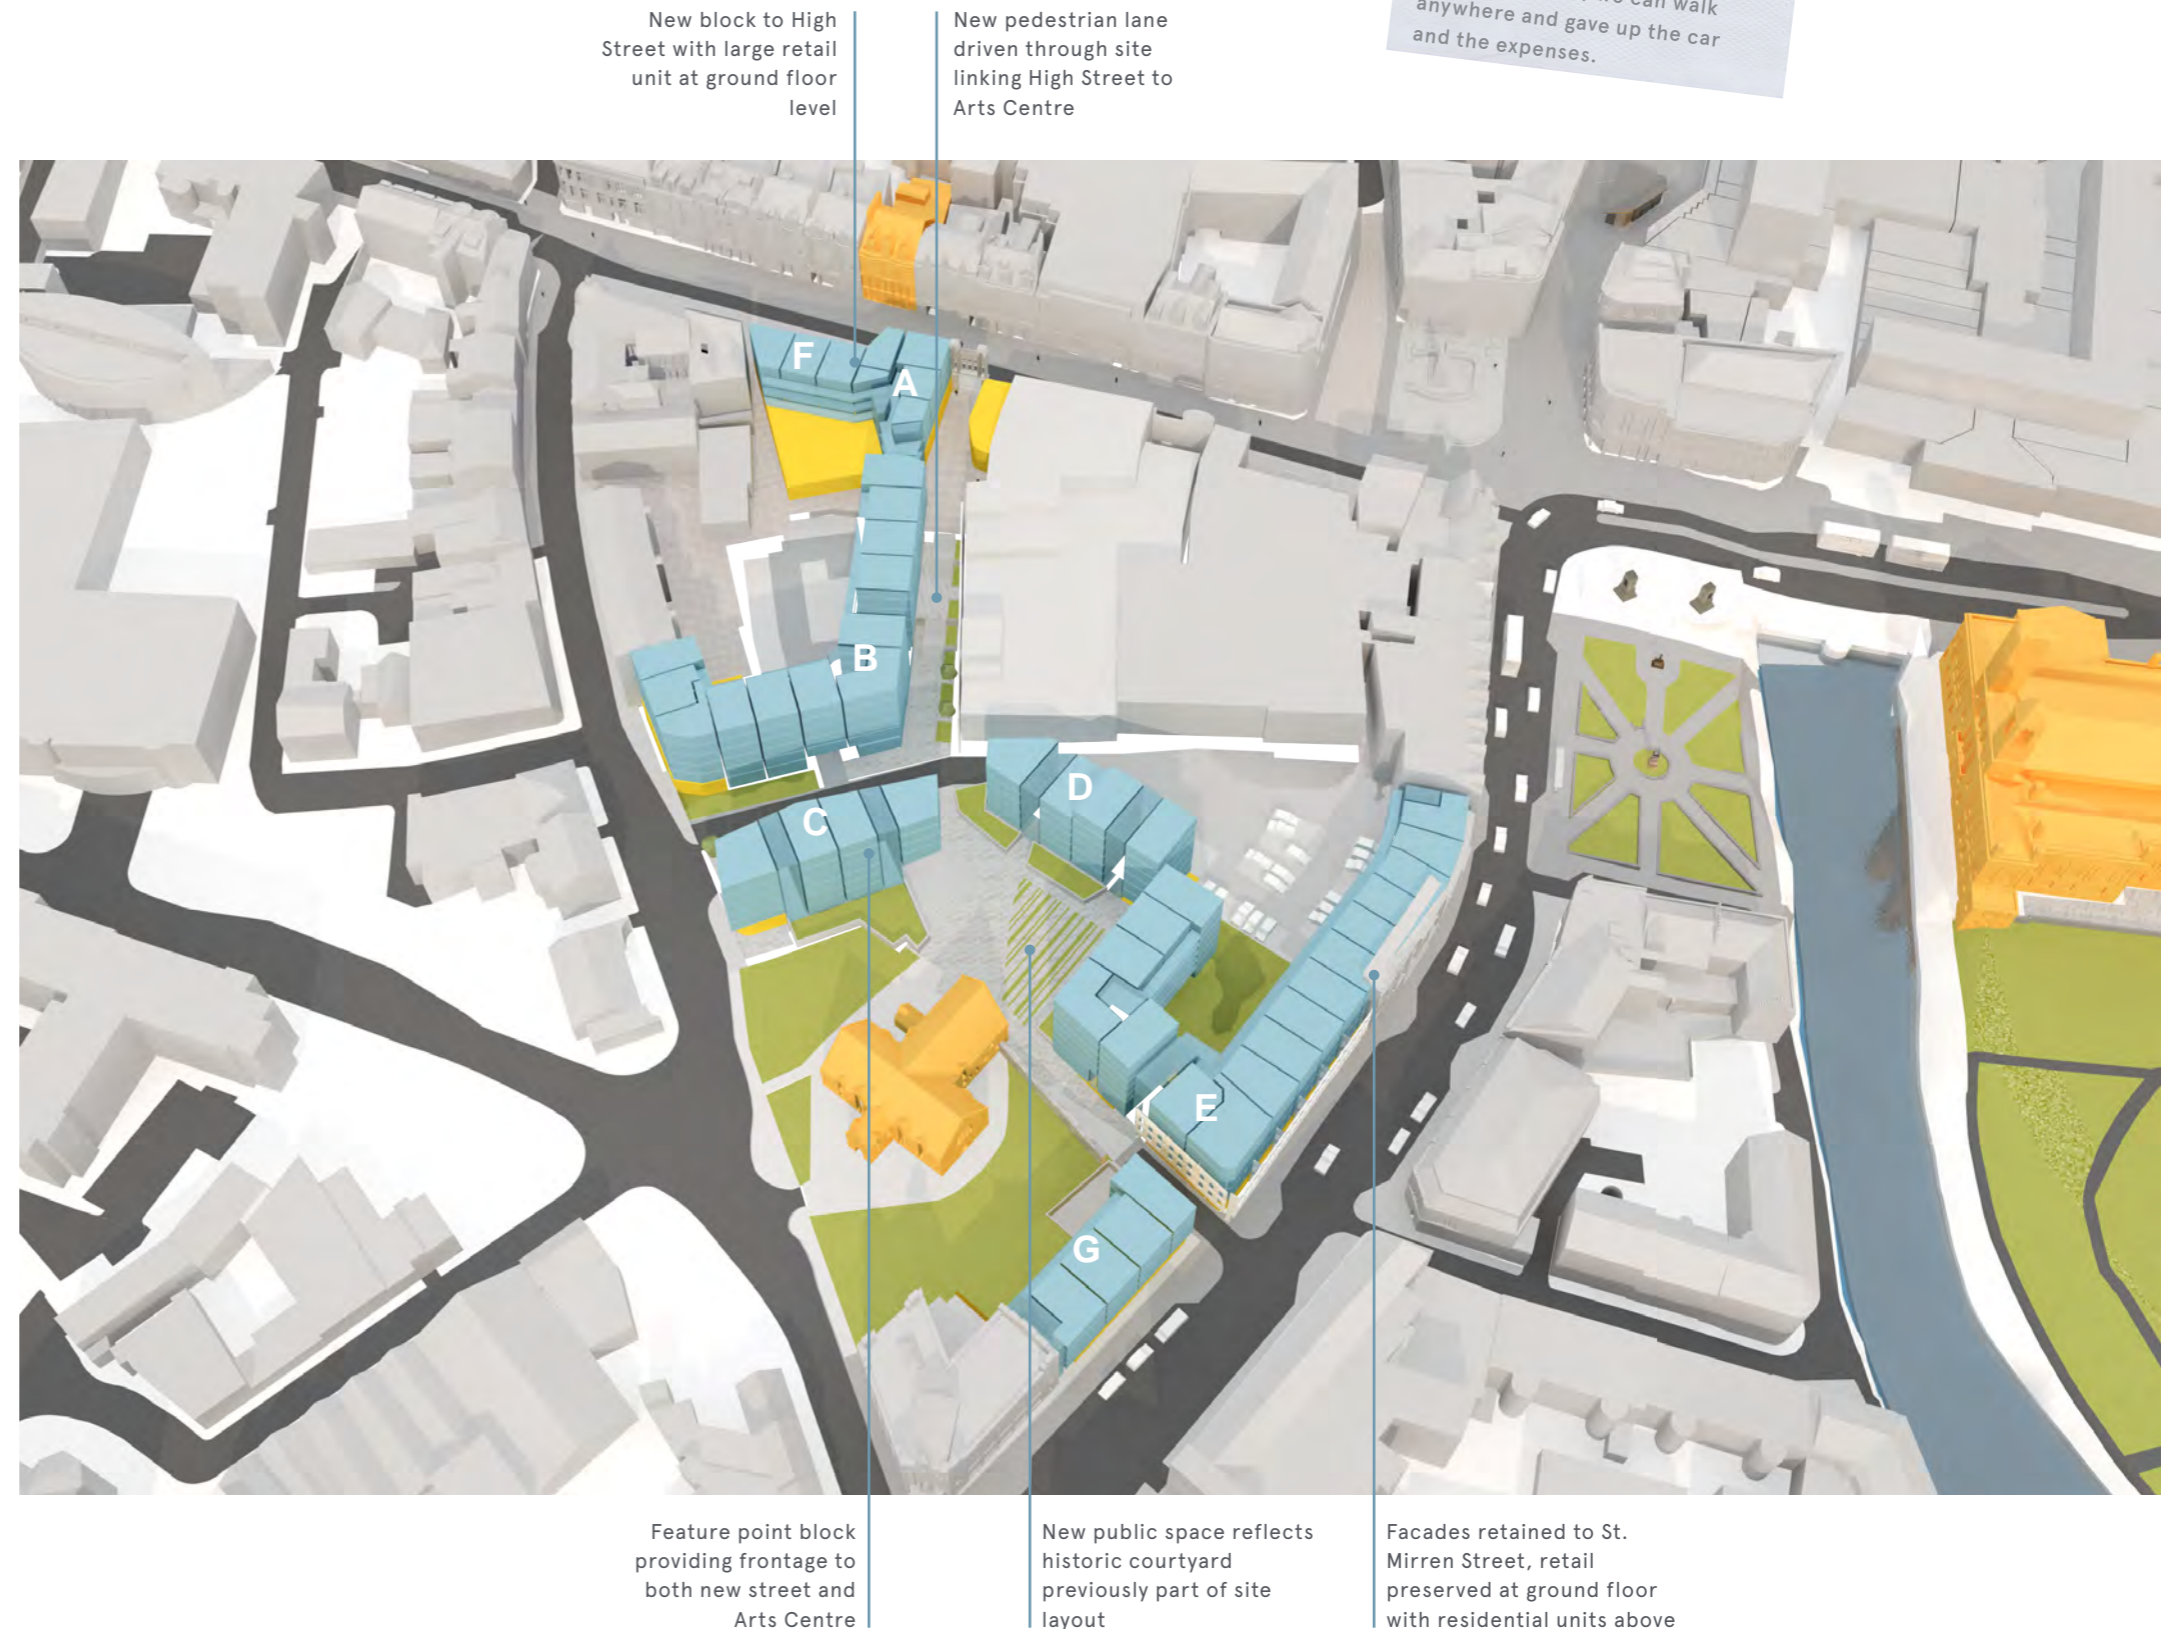 New block to High
Street with large retail
unit at ground floor
level
New pedestrian lane
driven through site
linking High Street to
Arts Centre
can walk
anywhere and gave up the car
and the expenses.
F
A
B
D
C
E
G
Feature point block
providing frontage to
both new street and
Arts Centre
New public space reflects
historic courtyard
previously part of site
layout
Facades retained to St.
Mirren Street, retail
preserved at ground floor
with residential units above